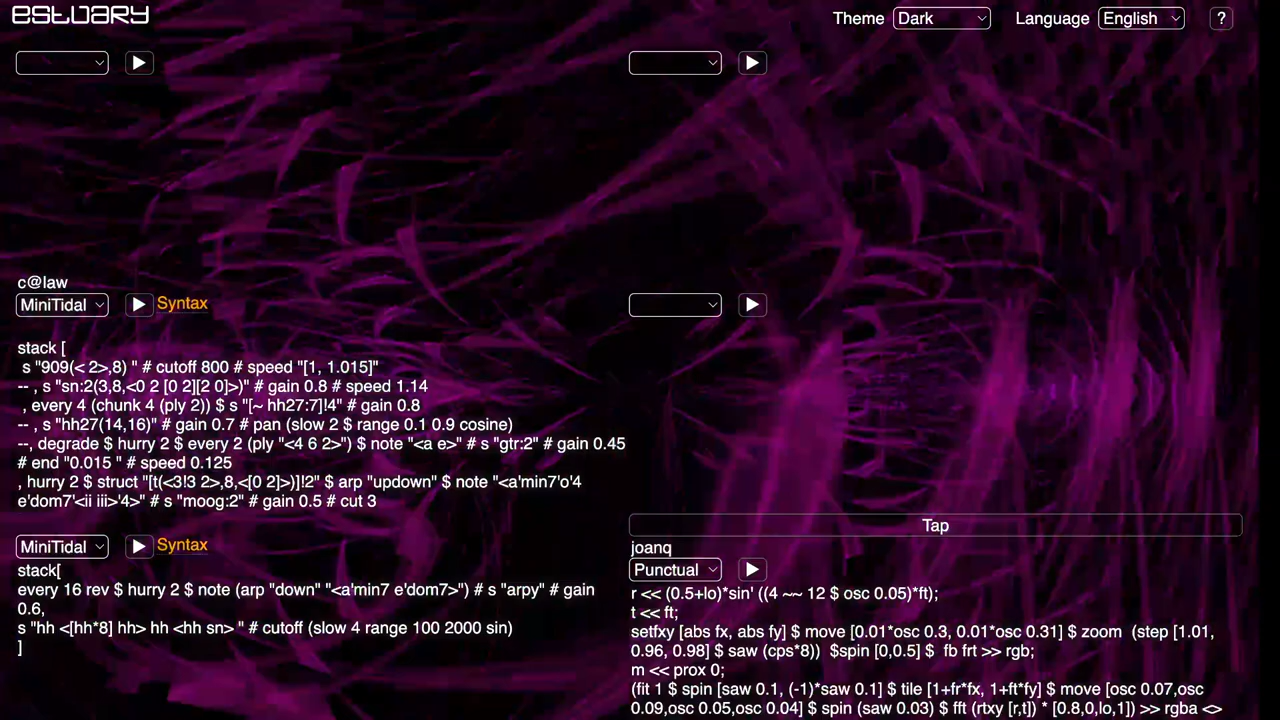 estuary
Theme Dark Language English ?
c@law
MiniTidal Syntax
stack [
s "909(< 2>,8) " # cutoff 800 # speed "[1, 1.015]"
-- , s "sn:2(3,8,<0 2 [0 2][2 0]>)" # gain 0.8 # speed 1.14
, every 4 (chunk 4 (ply 2)) $ s "[~ hh27:7]!4" # gain 0.8
-- , s "hh27(14,16)" # gain 0.7 # pan (slow 2 $ range 0.1 0.9 cosine)
--, degrade $ hurry 2 $ every 2 (ply "<4 6 2>") $ note "<a e>" # s "gtr:2" # gain 0.45
# end "0.015 " # speed 0.125
, hurry 2 $ struct "[t(<3!3 2>,8,<[0 2]>)]!2" $ arp "updown" $ note "<a'min7'o'4
e'dom7'<ii iii>'4>" # s "moog:2" # gain 0.5 # cut 3
MiniTidal Syntax
stack[
every 16 rev $ hurry 2 $ note (arp "down" "<a'min7 e'dom7>") # s "arpy" # gain
0.6,
s "hh <[hh*8] hh> hh <hh sn> " # cutoff (slow 4 range 100 2000 sin)
]
Tap
joanq
Punctual
r << (0.5+lo)*sin' ((4 ~~ 12 $ osc 0.05)*ft);
t << ft;
setfxy [abs fx, abs fy] $ move [0.01*osc 0.3, 0.01*osc 0.31] $ zoom (step [1.01,
0.96, 0.98] $ saw (cps*8)) $spin [0,0.5] $ fb frt >> rgb;
m << prox 0;
(fit 1 $ spin [saw 0.1, (-1)*saw 0.1] $ tile [1+fr*fx, 1+ft*fy] $ move [osc 0.07,osc
0.09,osc 0.05,osc 0.04] $ spin (saw 0.03) $ fft (rtxy [r,t]) * [0.8,0,lo,1]) >> rgba <>